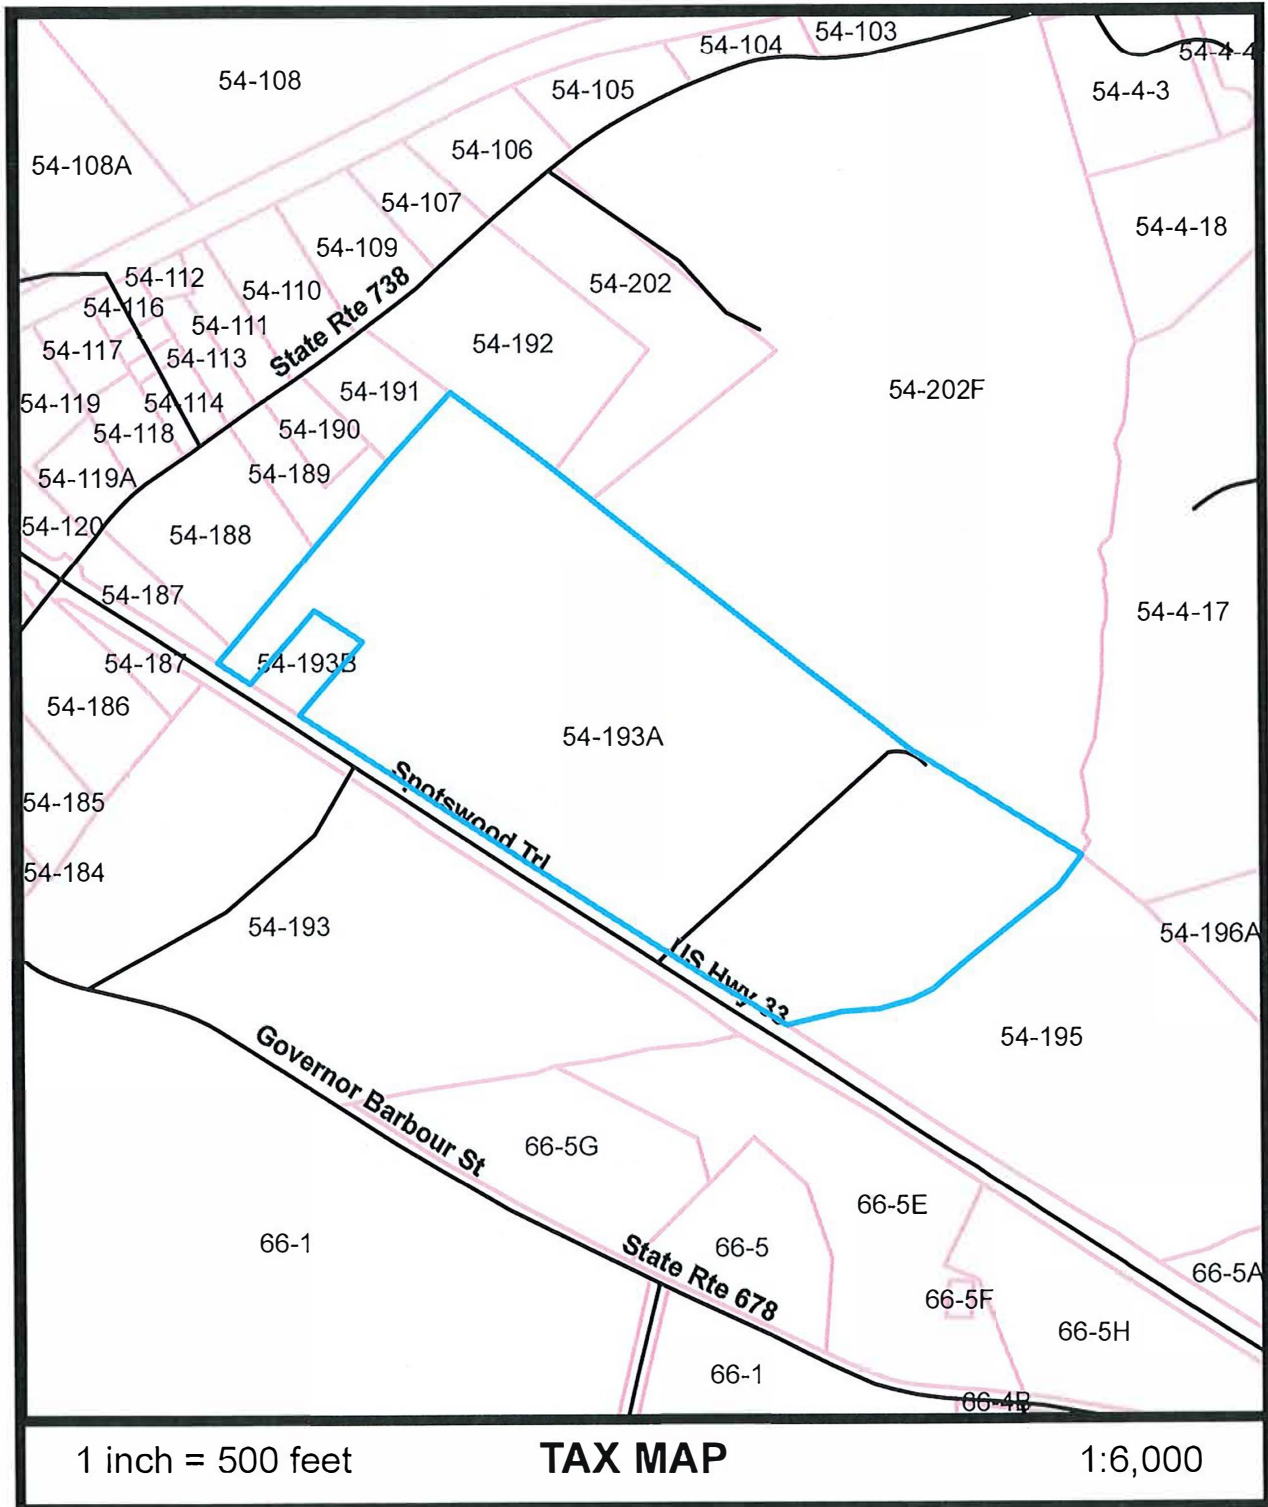 54-103
54-104
54-4-4
54-108
54-105
54-4-3
54-106
54-108A
54-107
54-4-18
54-109
54-112
54-202
54-110
54-116
State Rte 738
54-111
54-192
54-117
54-113
54-202F
54-191
54-119
54-114
54-190
54-118
54-189
54-119A
54-120
54-188
54-187
54-4-17
54-187
54-193B
54-186
54-193A
Spotswood Trl
54-185
54-184
54-193
54-196A
US Hwy 33
54-195
Governor Barbour St
66-5G
66-5E
66-1
66-5
State Rte 678
66-5A
66-5F
66-5H
66-1
66-4B
1 inch = 500 feet
TAX MAP
1:6,000